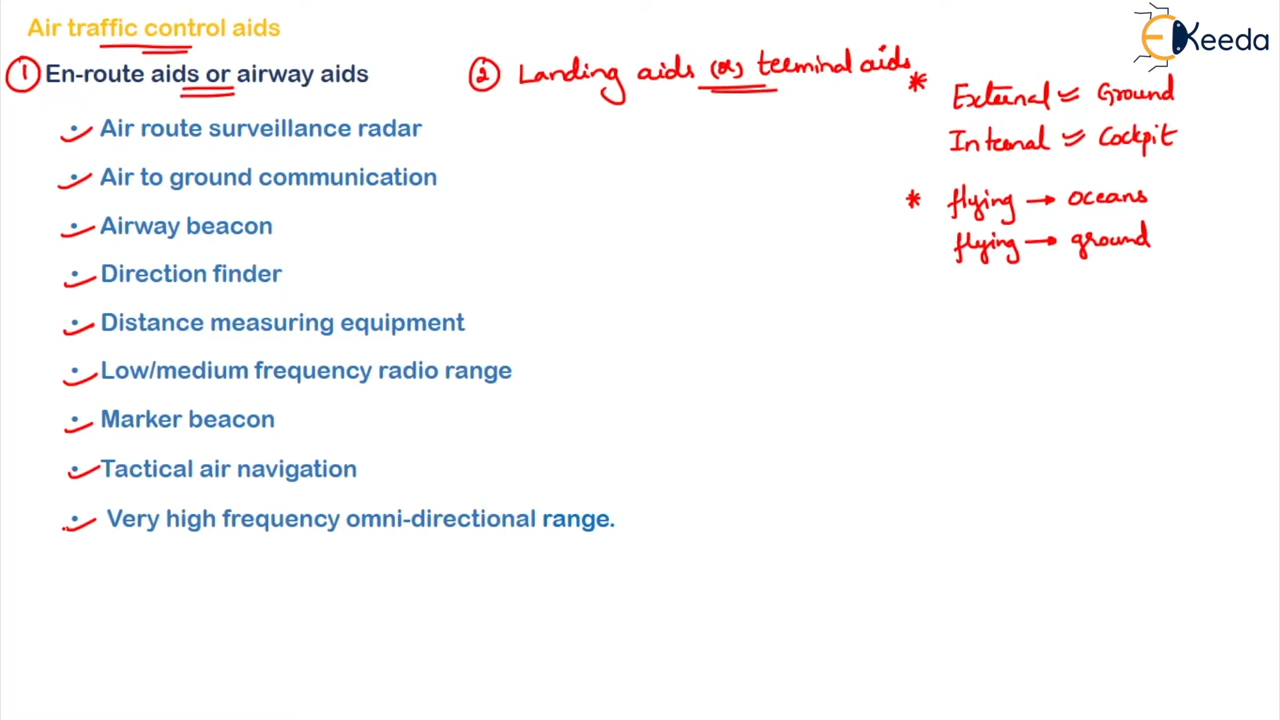 Air traffic control aids
EKeeda
① En-route aids or airway aids
② Landing aids (or) terminal aids
* External = Ground
Internal = Cockpit
* flying → oceans
flying → ground
• Air route surveillance radar
• Air to ground communication
• Airway beacon
• Direction finder
• Distance measuring equipment
• Low/medium frequency radio range
• Marker beacon
• Tactical air navigation
• Very high frequency omni-directional range.